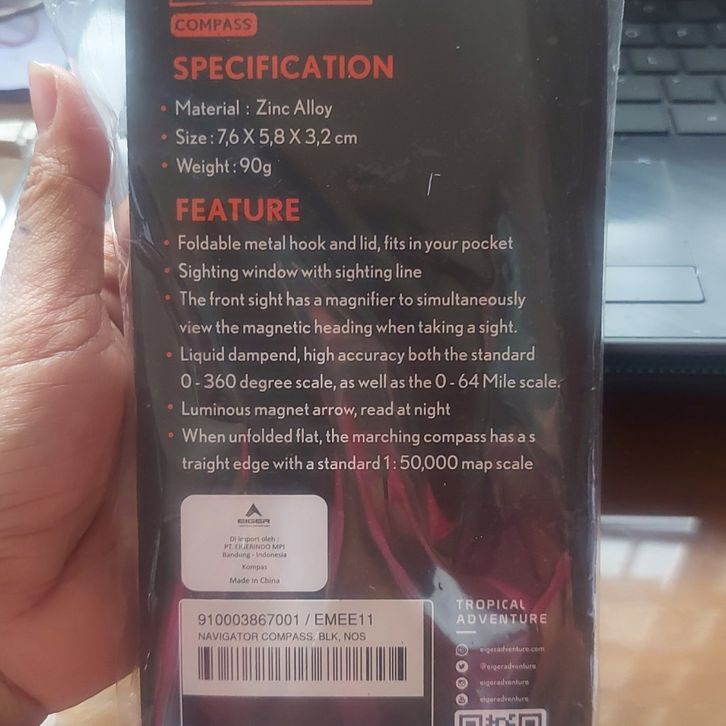 COMPASS
SPECIFICATION
• Material : Zinc Alloy
• Size : 7,6 X 5,8 X 3,2 cm
• Weight : 90g
FEATURE
• Foldable metal hook and lid, fits in your pocket
• Sighting window with sighting line
• The front sight has a magnifier to simultaneously
view the magnetic heading when taking a sight.
• Liquid dampend, high accuracy both the standard
0 - 360 degree scale, as well as the 0 - 64 Mile scale.
• Luminous magnet arrow, read at night
• When unfolded flat, the marching compass has a s
traight edge with a standard 1 : 50,000 map scale
EIGER
Di import oleh :
PT. EIGERINDO MPI
Bandung - Indonesia
Kompas
Made in China
910003867001 / EMEE11
NAVIGATOR COMPASS, BLK, NOS
TROPICAL
ADVENTURE
eigeradventure.com
@eigeradventure
eigeradventure
eigeradventure